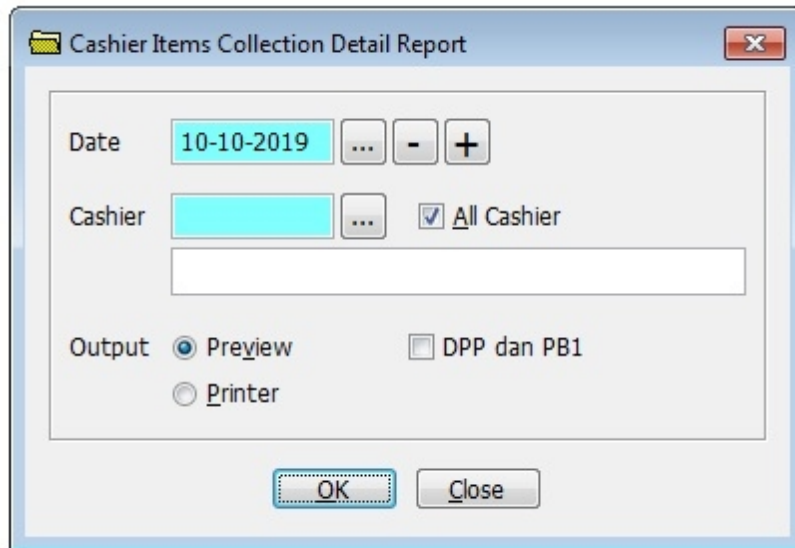 Cashier Items Collection Detail Report
Date 10-10-2019 ... - +
Cashier ... All Cashier
Output Preview DPP dan PB1
Printer
OK Close